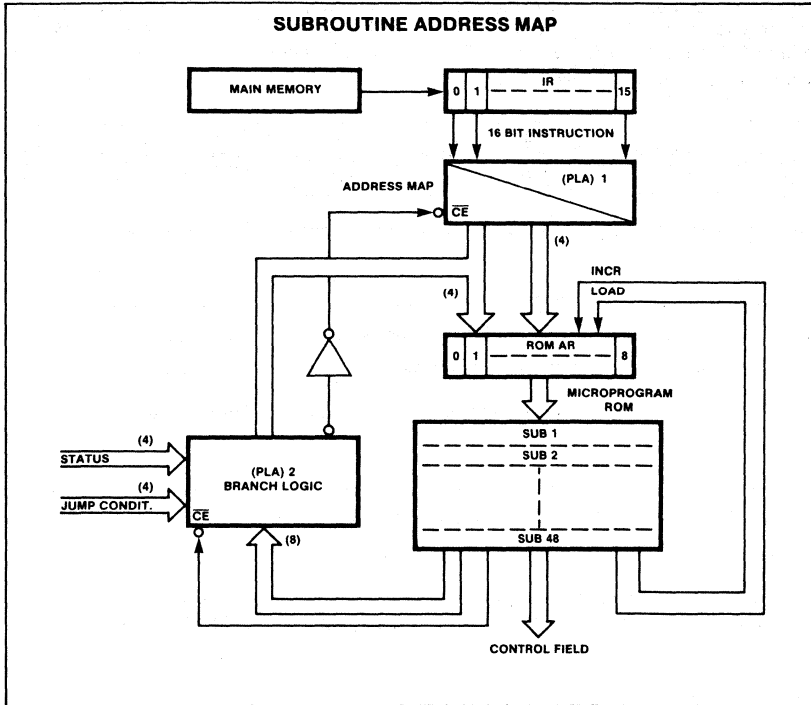 SUBROUTINE ADDRESS MAP
MAIN MEMORY
0 1 IR 15
16 BIT INSTRUCTION
ADDRESS MAP
(PLA) 1
CE
(4)
(4)
INCR
LOAD
0 1 ROM AR 8
MICROPROGRAM
ROM
SUB 1
SUB 2
SUB 48
(4)
STATUS
(4)
JUMP CONDIT.
(PLA) 2
BRANCH LOGIC
CE
(8)
CONTROL FIELD